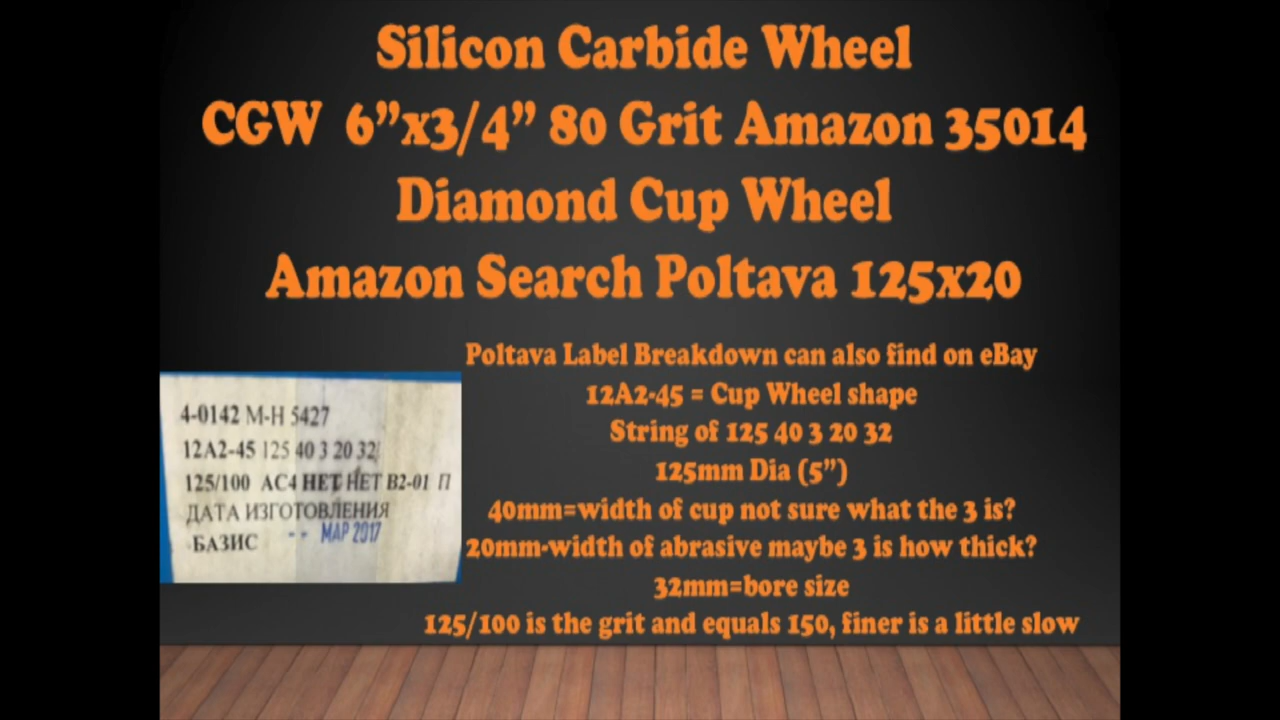 Silicon Carbide Wheel
CGW 6”x3/4” 80 Grit Amazon 35014
Diamond Cup Wheel
Amazon Search Poltava 125x20
Poltava Label Breakdown can also find on eBay
12A2-45 = Cup Wheel shape
String of 125 40 3 20 32
125mm Dia (5”)
40mm=width of cup not sure what the 3 is?
20mm-width of abrasive maybe 3 is how thick?
32mm=bore size
125/100 is the grit and equals 150, finer is a little slow
4-0142 М-Н 5427
12А2-45 125 40 3 20 32
125/100 АС4 НЕТ НЕТ В2-01 П
ДАТА ИЗГОТОВЛЕНИЯ
-- МАР 2017
БАЗИС